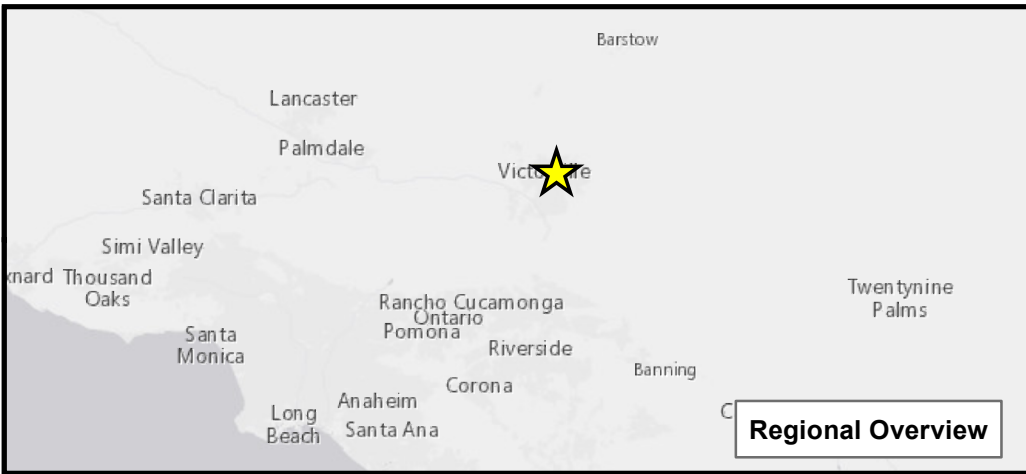 Barstow
Lancaster
Palmdale
Santa Clarita
Simi Valley
Thousand
Oaks
Twentynine
Palms
Rancho Cucamonga
Ontario
Pomona
Santa
Monica
Riverside
Banning
Corona
Anaheim
Long
Beach
Santa Ana
Regional Overview